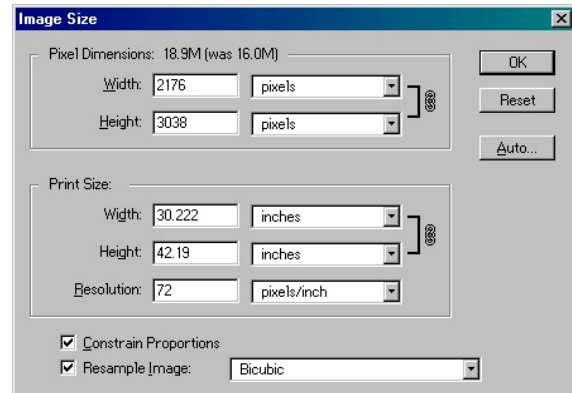 Image Size
Pixel Dimensions: 18.9M (was 16.0M)
Width: 2176 pixels
Height: 3038 pixels
OK
Reset
Auto...
Print Size:
Width: 30.222 inches
Height: 42.19 inches
Resolution: 72 pixels/inch
Constrain Proportions
Resample Image: Bicubic